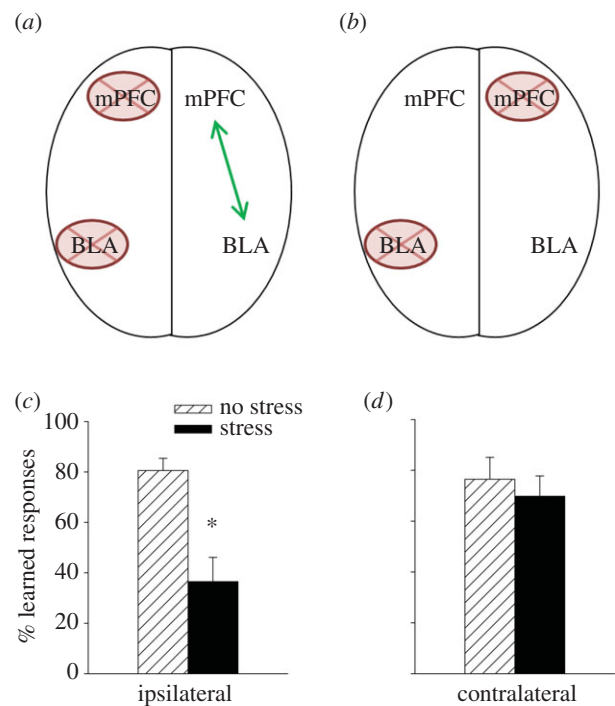 (a) (b)
mPFC mPFC mPFC mPFC
BLA BLA BLA BLA
(c) (d)
no stress
stress
% learned responses
100
80
60
40
20
0
*
ipsilateral contralateral